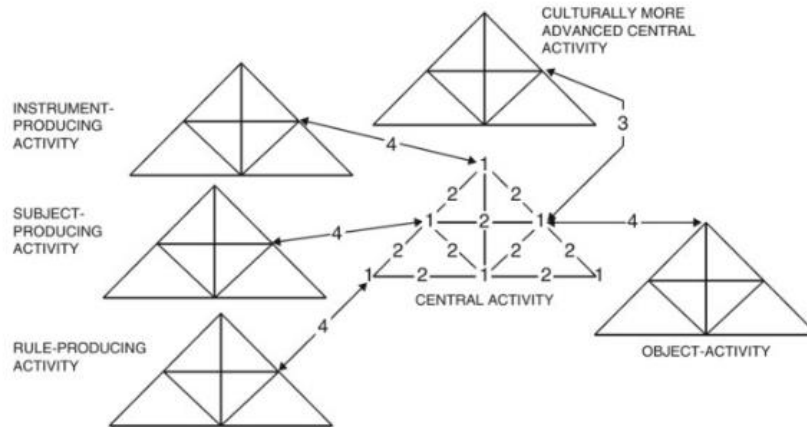 CULTURALLY MORE
ADVANCED CENTRAL
ACTIVITY
INSTRUMENT-
PRODUCING
ACTIVITY
3
4
1
2 2
SUBJECT-
PRODUCING
ACTIVITY
4
1 2 1
4
2 2 2 2
1 2 1 2 1
CENTRAL ACTIVITY
4
RULE-PRODUCING
ACTIVITY
OBJECT-ACTIVITY